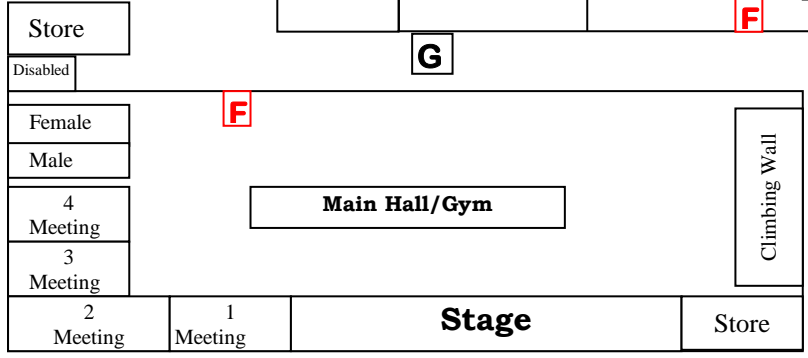 F
Store
G
Disabled
F
Female
Male
4
Meeting
Main Hall/Gym
Climbing Wall
3
Meeting
2
Meeting
1
Meeting
Stage
Store